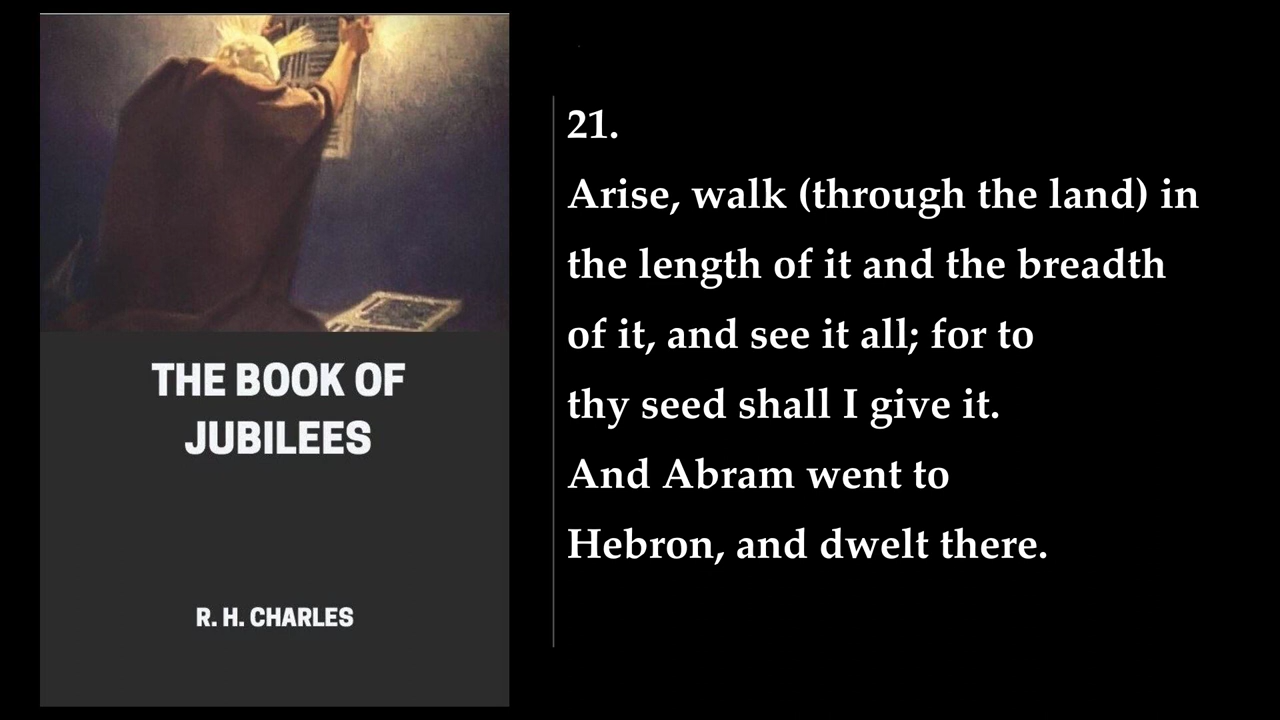 THE BOOK OF
JUBILEES
R. H. CHARLES
21.
Arise, walk (through the land) in
the length of it and the breadth
of it, and see it all; for to
thy seed shall I give it.
And Abram went to
Hebron, and dwelt there.